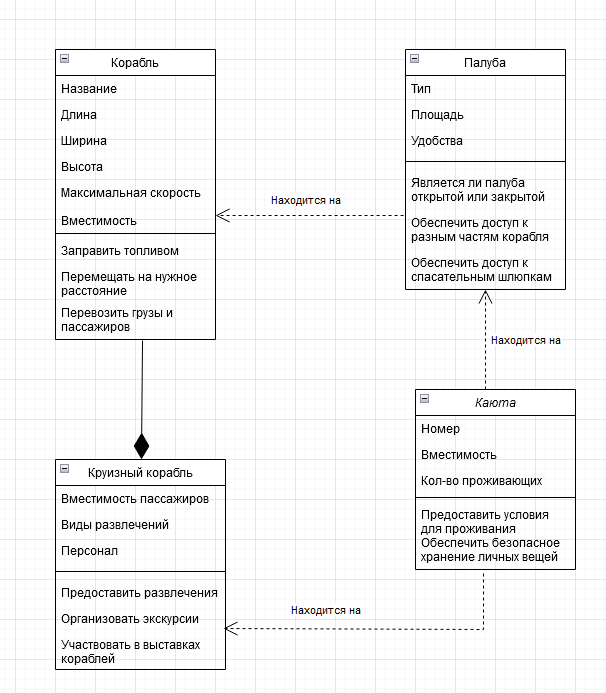 Корабль
Название
Длина
Ширина
Высота
Максимальная скорость
Вместимость
Заправить топливом
Перемещать на нужное
расстояние
Перевозить грузы и
пассажиров
Находится на
Палуба
Тип
Площадь
Удобства
Является ли палуба
открытой или закрытой
Обеспечить доступ к
разным частям корабля
Обеспечить доступ к
спасательным шлюпкам
Находится на
Каюта
Номер
Вместимость
Кол-во проживающих
Предоставить условия
для проживания
Обеспечить безопасное
хранение личных вещей
Круизный корабль
Вместимость пассажиров
Виды развлечений
Персонал
Предоставить развлечения
Организовать экскурсии
Участвовать в выставках
кораблей
Находится на